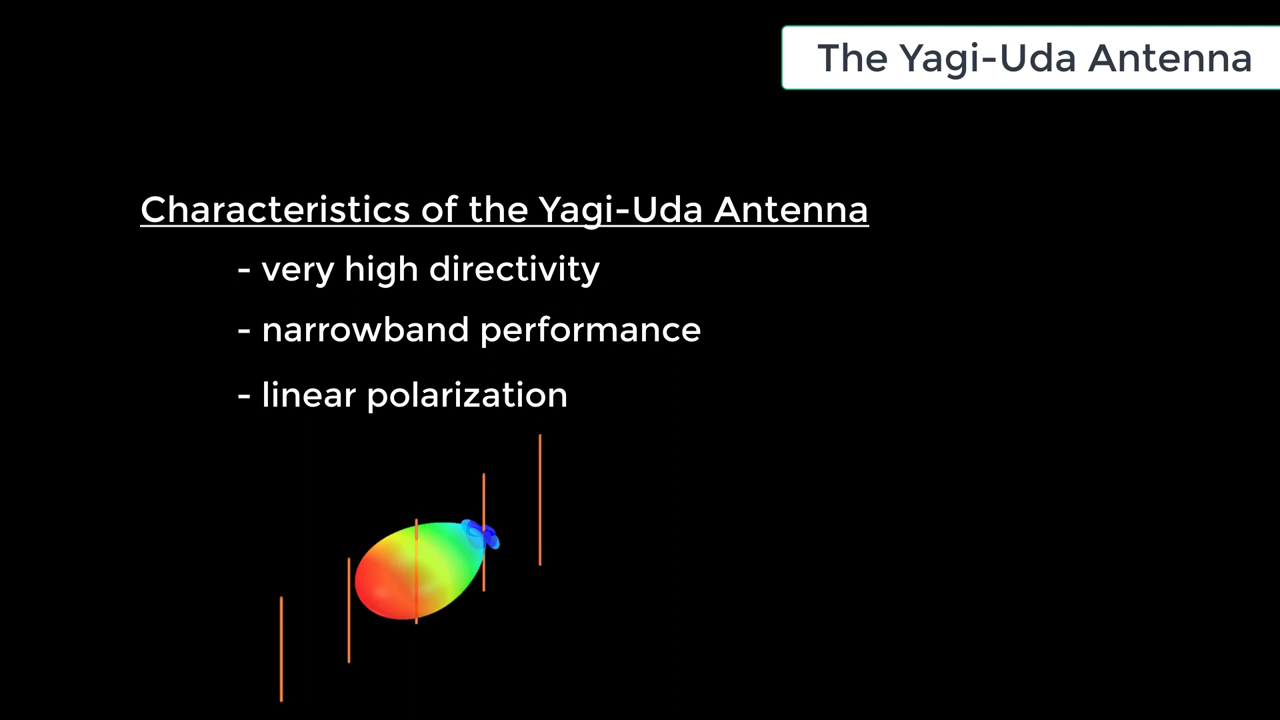 The Yagi-Uda Antenna
Characteristics of the Yagi-Uda Antenna
- very high directivity
- narrowband performance
- linear polarization